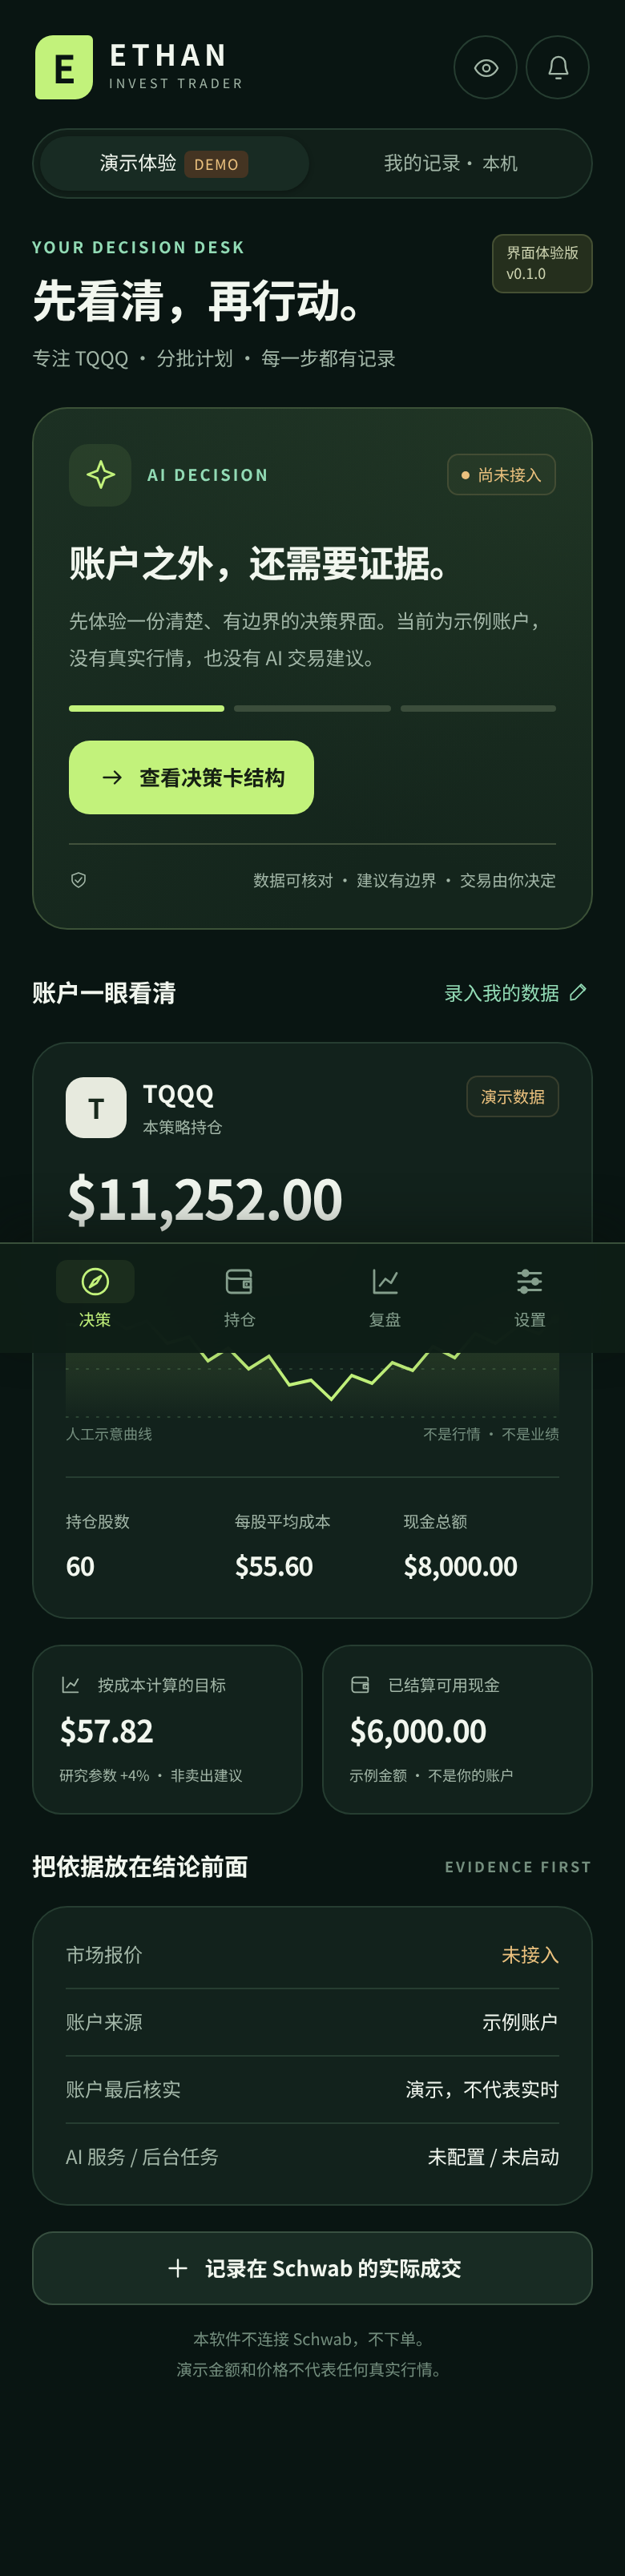 E
ETHAN
INVEST TRADER
演示体验 DEMO
我的记录 · 本机
YOUR DECISION DESK
界面体验版
v0.1.0
先看清，再行动。
专注 TQQQ · 分批计划 · 每一步都有记录
AI DECISION
尚未接入
账户之外，还需要证据。
先体验一份清楚、有边界的决策界面。当前为示例账户，
没有真实行情，也没有 AI 交易建议。
查看决策卡结构
数据可核对 · 建议有边界 · 交易由你决定
账户一眼看清
录入我的数据
T
TQQQ
本策略持仓
演示数据
$11,252.00
决策
持仓
复盘
设置
人工示意曲线
不是行情 · 不是业绩
持仓股数
每股平均成本
现金总额
60
$55.60
$8,000.00
按成本计算的目标
$57.82
研究参数 +4% · 非卖出建议
已结算可用现金
$6,000.00
示例金额 · 不是你的账户
把依据放在结论前面
EVIDENCE FIRST
市场报价
未接入
账户来源
示例账户
账户最后核实
演示，不代表实时
AI 服务 / 后台任务
未配置 / 未启动
记录在 Schwab 的实际成交
本软件不连接 Schwab，不下单。
演示金额和价格不代表任何真实行情。